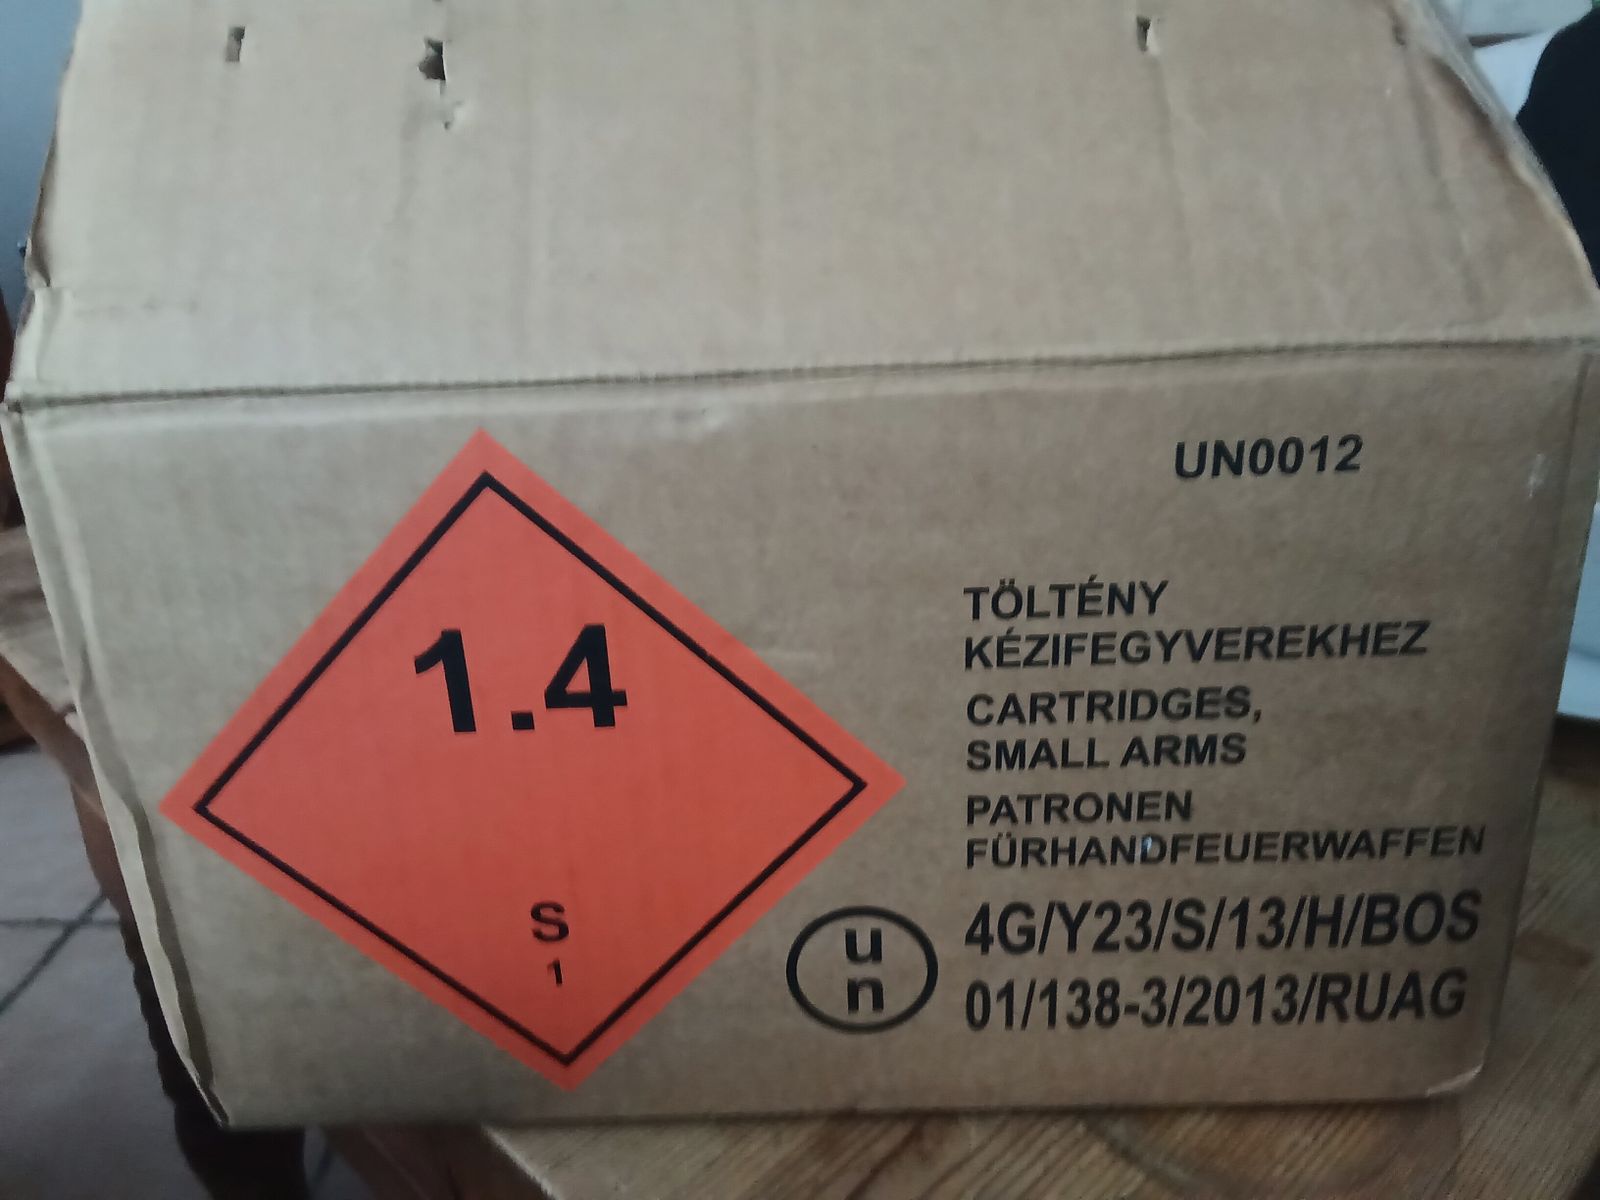 UN0012
1.4
S
1
TÖLTÉNY
KÉZIFEGYVEREKHEZ
CARTRIDGES,
SMALL ARMS
PATRONEN
FÜRHANDFEUERWAFFEN
u
n
4G/Y23/S/13/H/BOS
01/138-3/2013/RUAG